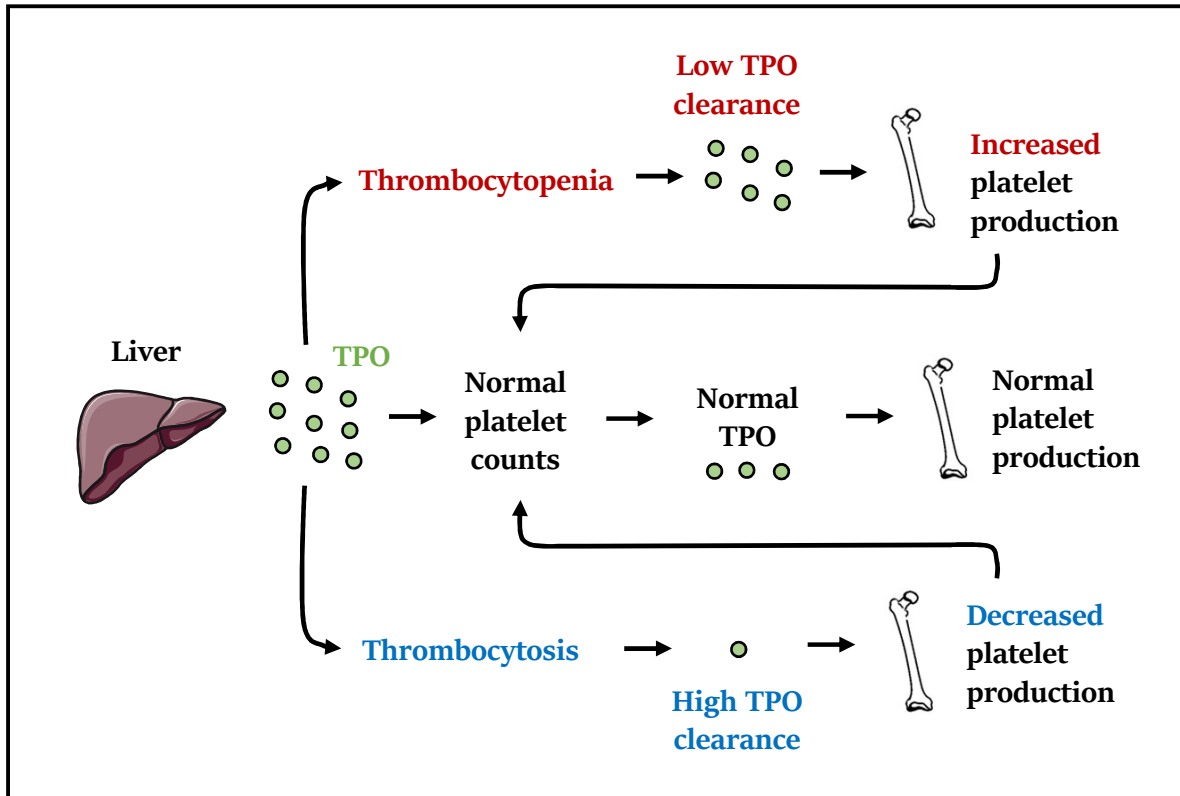 Low TPO
clearance
Thrombocytopenia
Increased
platelet
production
Liver
TPO
Normal
platelet
counts
Normal
TPO
Normal
platelet
production
Thrombocytosis
High TPO
clearance
Decreased
platelet
production